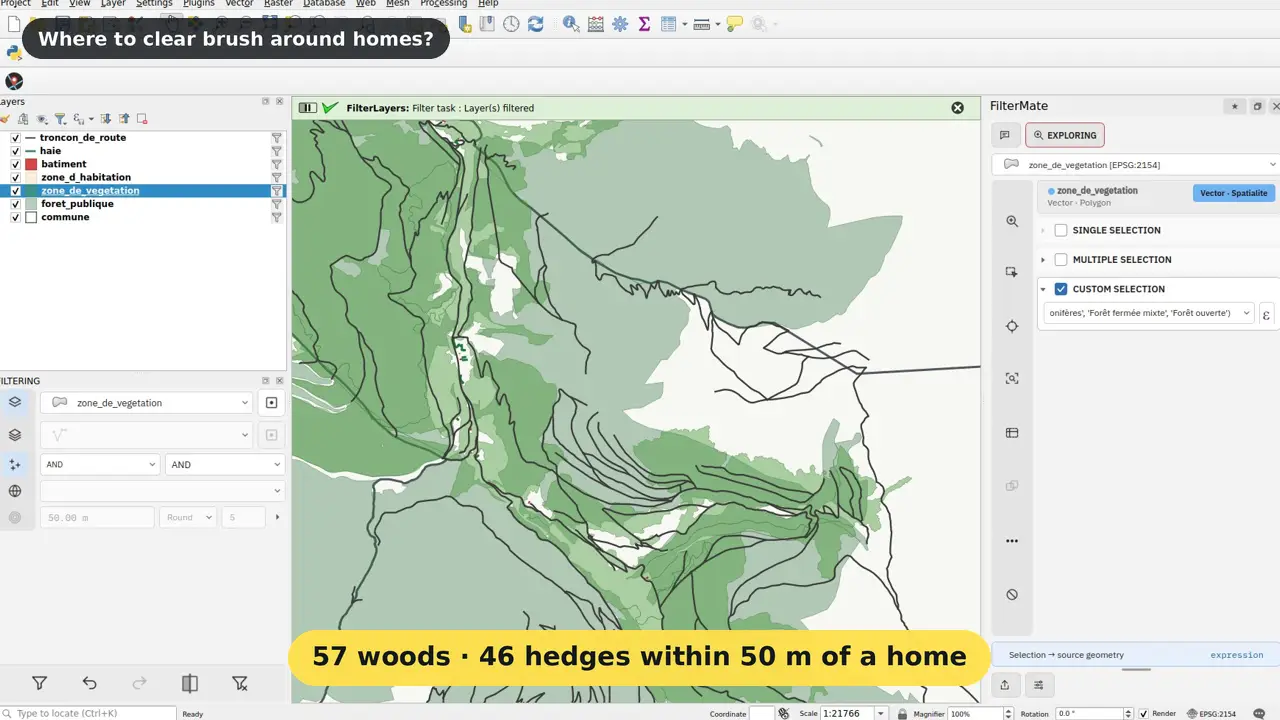 Project Edit View Layer Settings Plugins Vector Raster Database Web Mesh Processing Help
Where to clear brush around homes?
Layers
FilterLayers: Filter task : Layer(s) filtered
FilterMate
troncon_de_route
haie
batiment
zone_d_habitation
zone_de_vegetation
foret_publique
commune
EXPLORING
zone_de_vegetation [EPSG:2154]
zone_de_vegetation
Vector - Polygon
Vector - Spatialite
SINGLE SELECTION
MULTIPLE SELECTION
CUSTOM SELECTION
onifères', 'Forêt fermée mixte', 'Forêt ouverte')
ε
FILTERING
zone_de_vegetation
AND
AND
50.00 m
Round
5
57 woods · 46 hedges within 50 m of a home
Selection → source geometry
expression
Type to locate (Ctrl+K)
Ready
Coordinate
Scale 1:21766
Magnifier 100%
Rotation 0.0 °
Render
EPSG:2154